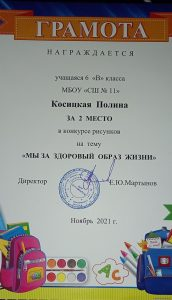 ГРАМОТА
НАГРАЖДАЕТСЯ
учащаяся 6 «В» класса
МБОУ «СШ № 11»
Косицкая Полина
ЗА 2 МЕСТО
в конкурсе рисунков
на тему
«МЫ ЗА ЗДОРОВЫЙ ОБРАЗ ЖИЗНИ»
Директор Е.Ю.Мартынов
Ноябрь 2021 г.